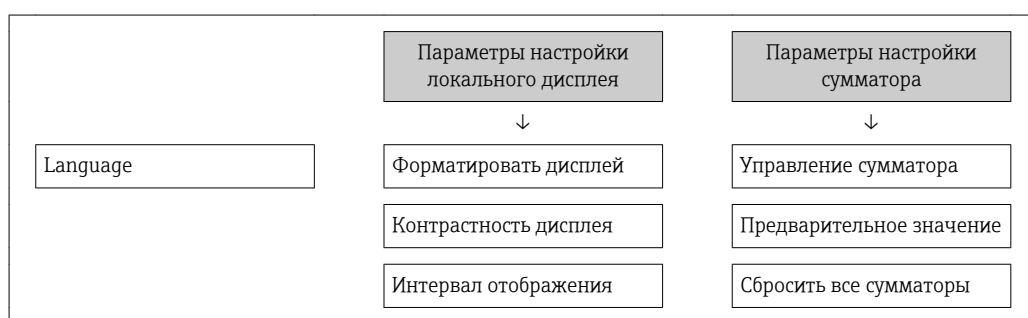 Параметры настройки
локального дисплея
Параметры настройки
сумматора
↓
↓
Language
Форматировать дисплей
Управление сумматора
Контрастность дисплея
Предварительное значение
Интервал отображения
Сбросить все сумматоры